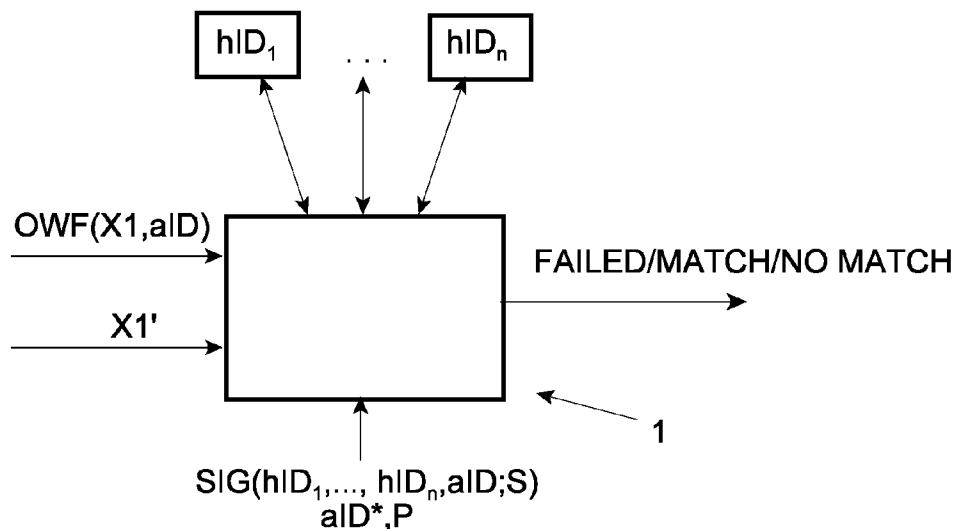 hID₁ . . . hIDₙ
OWF(X1,aID)
FAILED/MATCH/NO MATCH
X1'
1
SIG(hID₁,..., hIDₙ,aID;S)
aID*,P